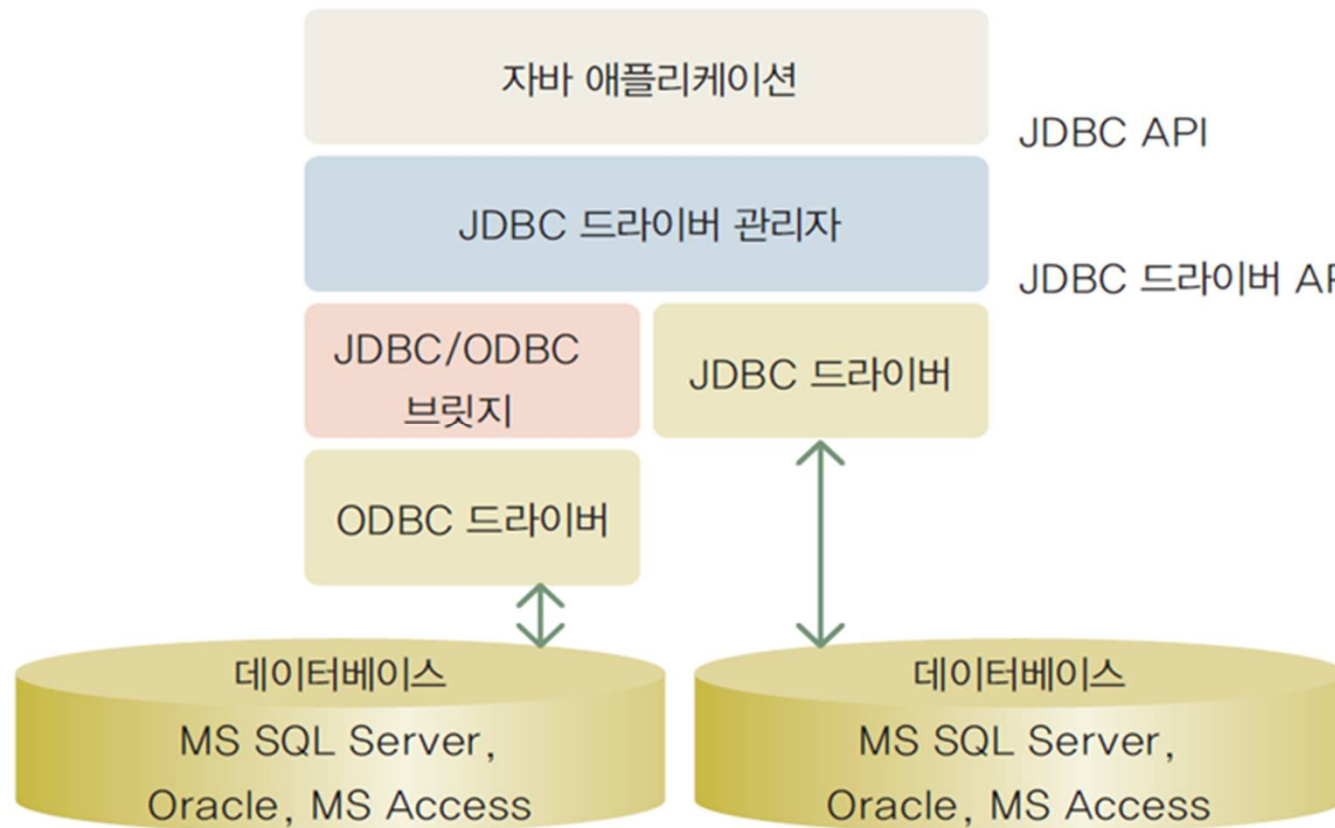 자바 애플리케이션
JDBC API
JDBC 드라이버 관리자
JDBC 드라이버 AP
JDBC/ODBC
브릿지
JDBC 드라이버
ODBC 드라이버
데이터베이스
MS SQL Server,
Oracle, MS Access
데이터베이스
MS SQL Server,
Oracle, MS Access